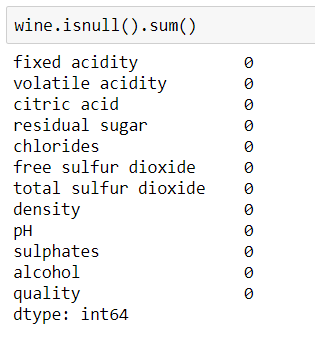 wine.isnull().sum()
fixed acidity 0
volatile acidity 0
citric acid 0
residual sugar 0
chlorides 0
free sulfur dioxide 0
total sulfur dioxide 0
density 0
pH 0
sulphates 0
alcohol 0
quality 0
dtype: int64